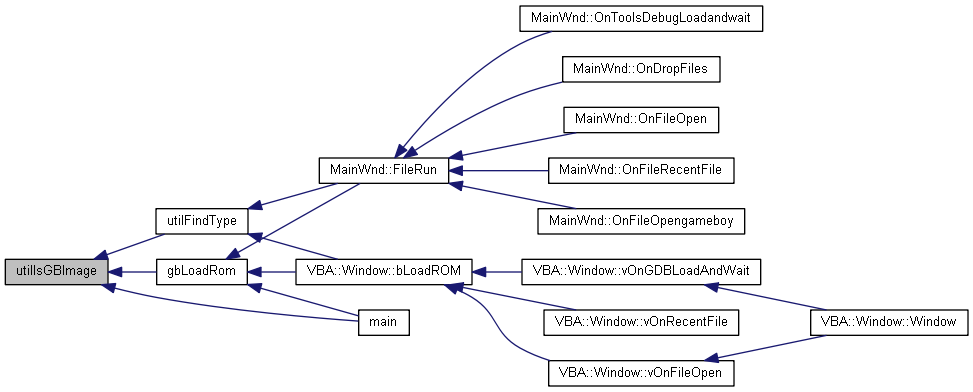 MainWnd::OnToolsDebugLoadandwait
MainWnd::OnDropFiles
MainWnd::OnFileOpen
MainWnd::FileRun
MainWnd::OnFileRecentFile
utilFindType
MainWnd::OnFileOpengameboy
utilIsGBImage
gbLoadRom
VBA::Window::bLoadROM
VBA::Window::vOnGDBLoadAndWait
main
VBA::Window::vOnRecentFile
VBA::Window::Window
VBA::Window::vOnFileOpen